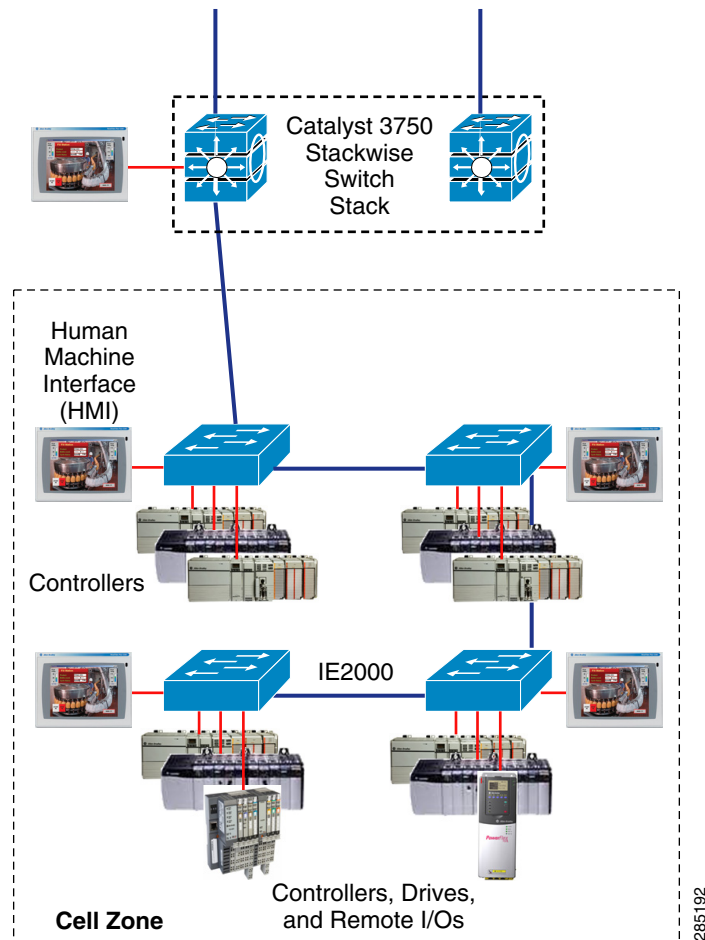 Catalyst 3750
Stackwise
Switch
Stack
Human
Machine
Interface
(HMI)
Controllers
IE2000
PowerFlex
Controllers, Drives,
and Remote I/Os
Cell Zone
285192